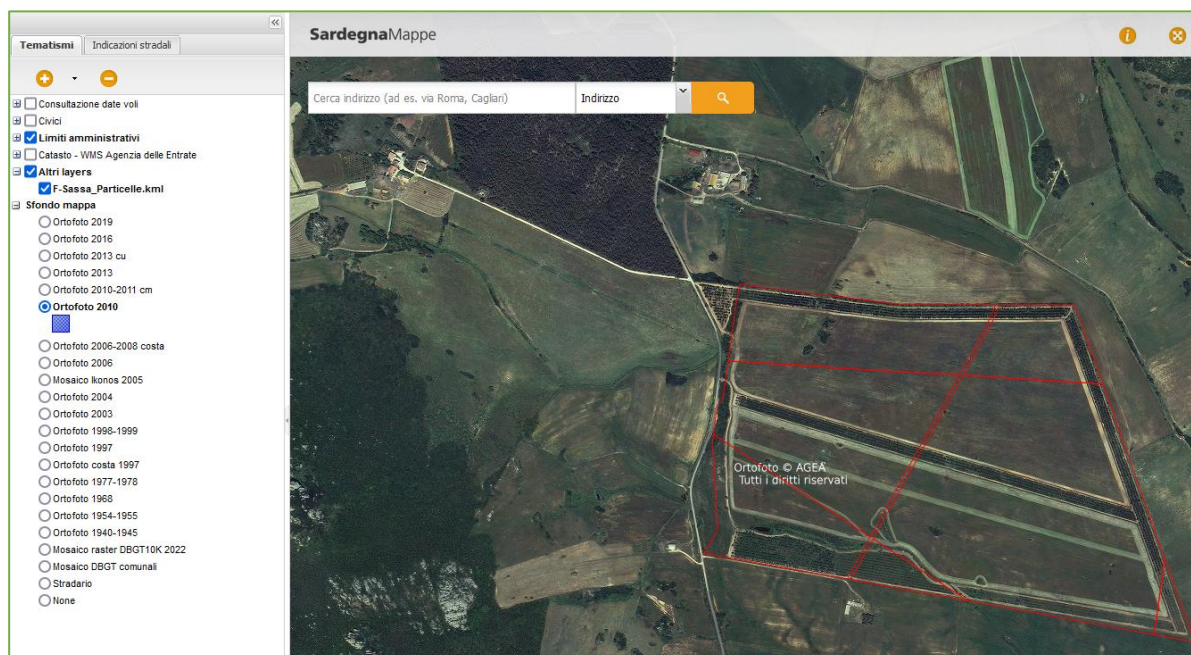 Tematismi
Indicazioni stradali
Consultazione date voli
Civici
Limiti amministrativi
Catasto - WMS Agenzia delle Entrate
Altri layers
F-Sassa_Particelle.kml
Sfondo mappa
Ortofoto 2019
Ortofoto 2016
Ortofoto 2013 cu
Ortofoto 2013
Ortofoto 2010-2011 cm
Ortofoto 2010
Ortofoto 2006-2008 costa
Ortofoto 2006
Mosaico Ikonos 2005
Ortofoto 2004
Ortofoto 2003
Ortofoto 1998-1999
Ortofoto 1997
Ortofoto costa 1997
Ortofoto 1977-1978
Ortofoto 1968
Ortofoto 1954-1955
Ortofoto 1940-1945
Mosaico raster DBGT10K 2022
Mosaico DBGT comunali
Stradario
None
SardegnaMappe
Cerca indirizzo (ad es. via Roma, Cagliari)
Indirizzo
Ortofoto © AGEA
Tutti i diritti riservati